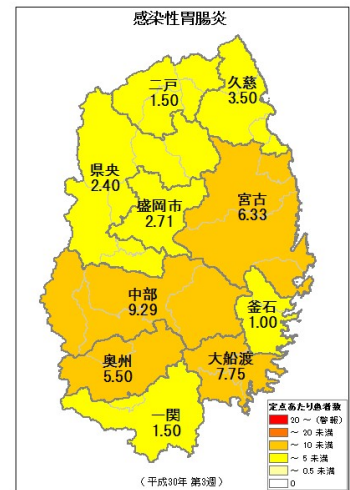 感染性胃腸炎
二戸
1.50
久慈
3.50
県央
2.40
盛岡市
2.71
宮古
6.33
中部
9.29
釜石
1.00
奥州
5.50
大船渡
7.75
一関
1.50
定点あたり患者数
20 ～ (警報)
～ 20 未満
～ 10 未満
～ 5 未満
～ 0.5 未満
0
(平成30年 第3週)